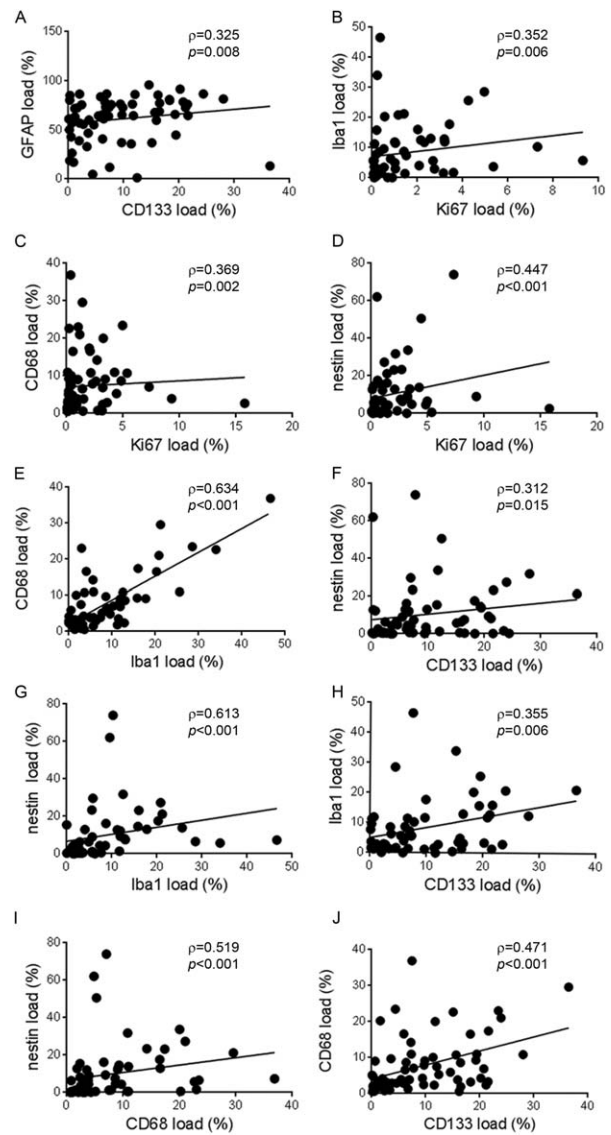 A
ρ=0.325
p=0.008
GFAP load (%)
150
100
50
0
0 10 20 30 40
CD133 load (%)
B
ρ=0.352
p=0.006
Iba1 load (%)
50
40
30
20
10
0
0 2 4 6 8 10
Ki67 load (%)
C
ρ=0.369
p=0.002
CD68 load (%)
40
30
20
10
0
0 5 10 15 20
Ki67 load (%)
D
ρ=0.447
p<0.001
nestin load (%)
80
60
40
20
0
0 5 10 15 20
Ki67 load (%)
E
ρ=0.634
p<0.001
CD68 load (%)
40
30
20
10
0
0 10 20 30 40 50
Iba1 load (%)
F
ρ=0.312
p=0.015
nestin load (%)
80
60
40
20
0
0 10 20 30 40
CD133 load (%)
G
ρ=0.613
p<0.001
nestin load (%)
80
60
40
20
0
0 10 20 30 40 50
Iba1 load (%)
H
ρ=0.355
p=0.006
Iba1 load (%)
50
40
30
20
10
0
0 10 20 30 40
CD133 load (%)
I
ρ=0.519
p<0.001
nestin load (%)
80
60
40
20
0
0 10 20 30 40
CD68 load (%)
J
ρ=0.471
p<0.001
CD68 load (%)
40
30
20
10
0
0 10 20 30 40
CD133 load (%)